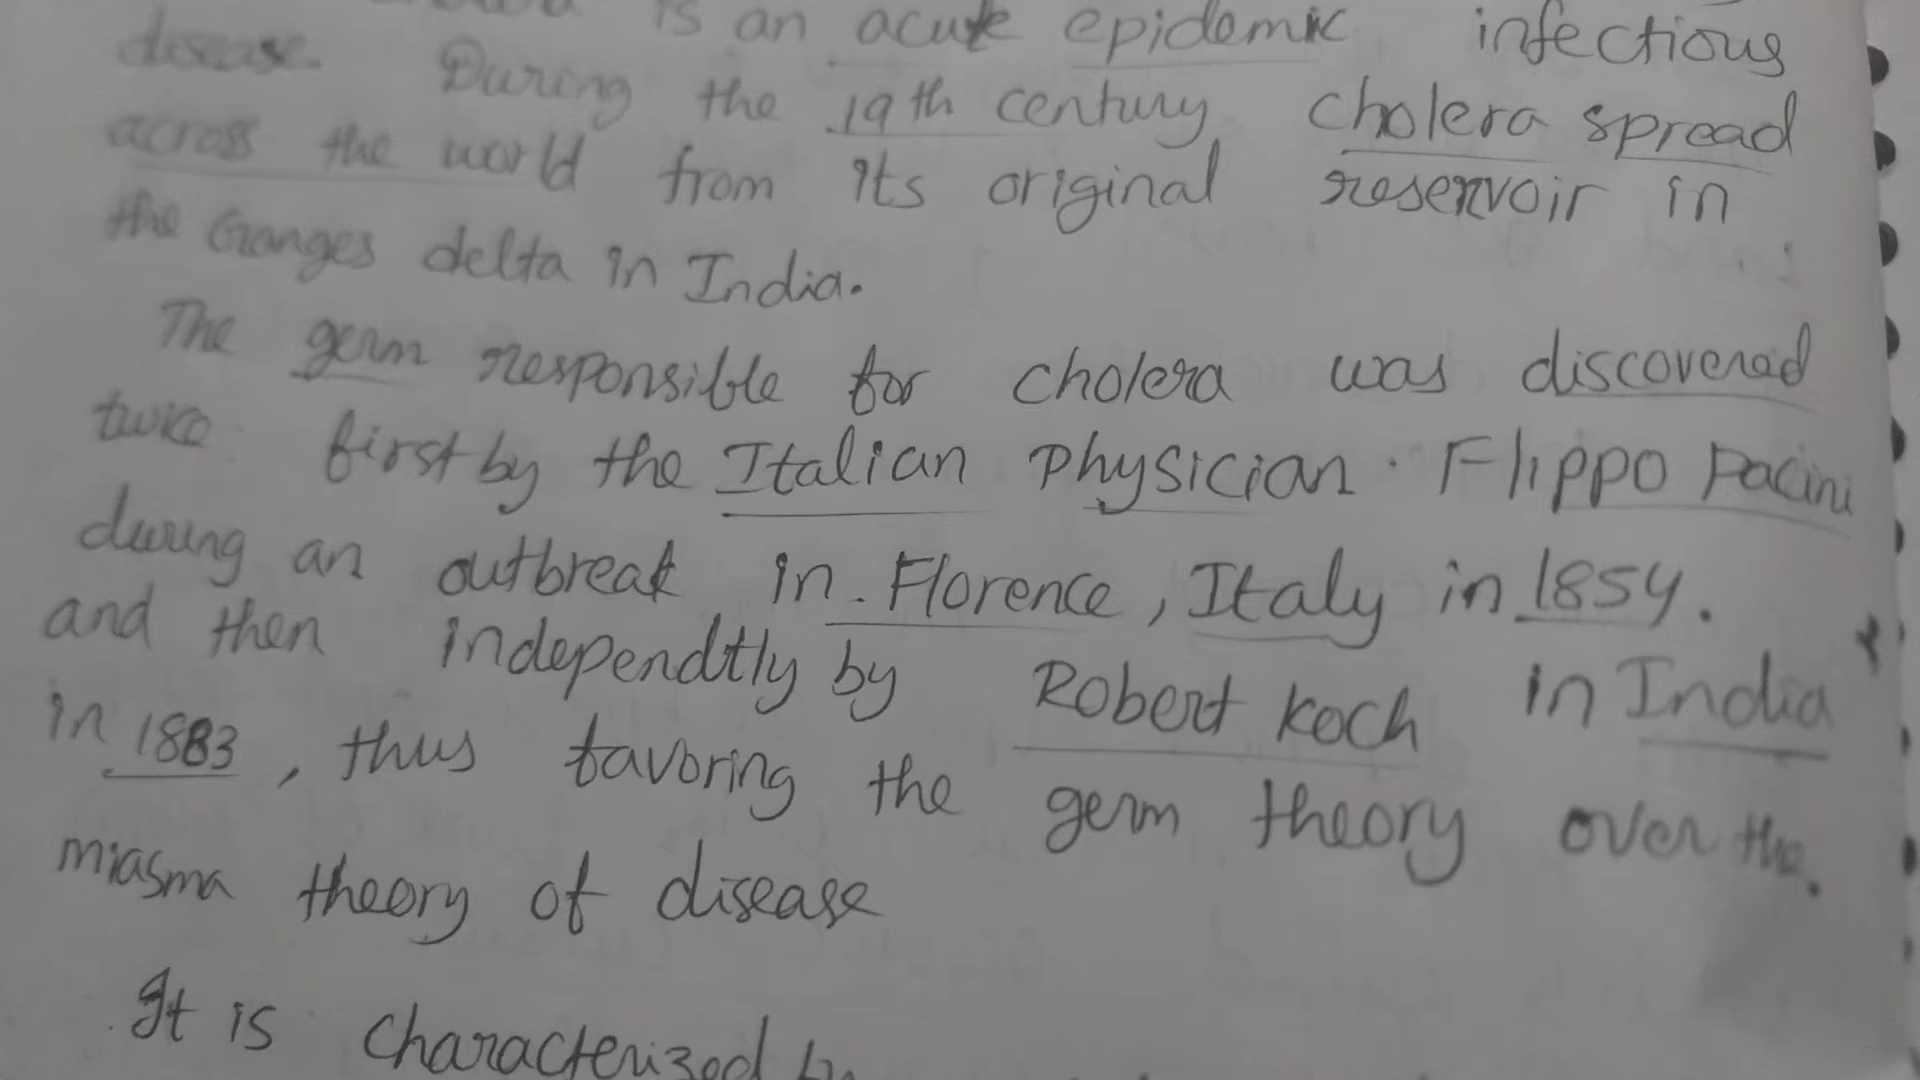 is an acute epidemic infectious
disease. During the 19th century cholera spread
across the world from its original reservoir in
the Ganges delta in India.
The germ responsible for cholera was discovered
twice first by the Italian Physician. Flippo Pacini
during an outbreak in Florence, Italy in 1854.
and then independtly by Robert Koch in India
in 1883, thus favoring the germ theory over the
miasma theory of disease
It is characterized by